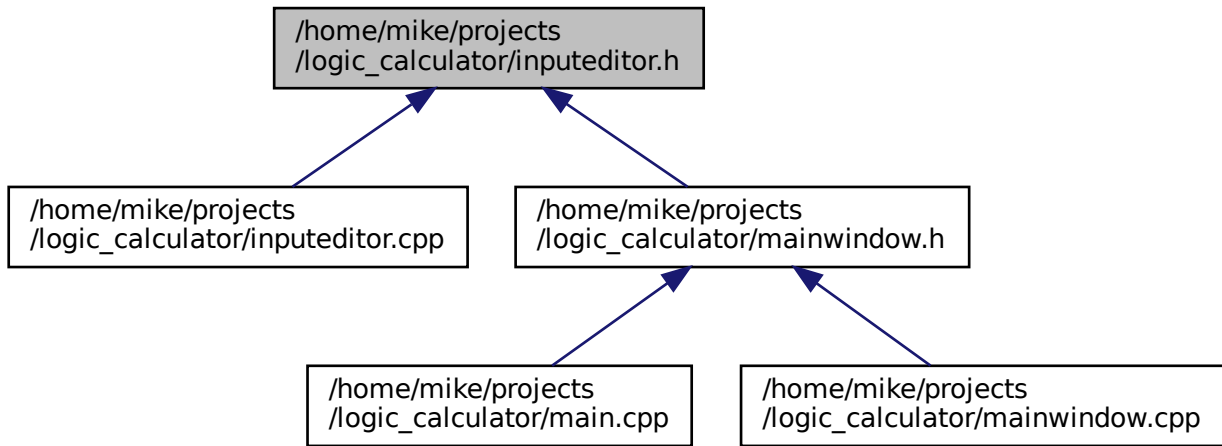 /home/mike/projects
/logic_calculator/inputeditor.h
/home/mike/projects
/logic_calculator/inputeditor.cpp
/home/mike/projects
/logic_calculator/mainwindow.h
/home/mike/projects
/logic_calculator/main.cpp
/home/mike/projects
/logic_calculator/mainwindow.cpp